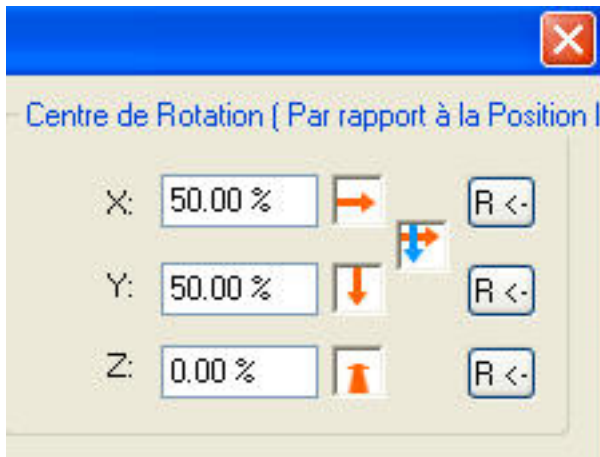 Centre de Rotation ( Par rapport à la Position
X: 50.00 % R <-
Y: 50.00 % R <-
Z: 0.00 % R <-